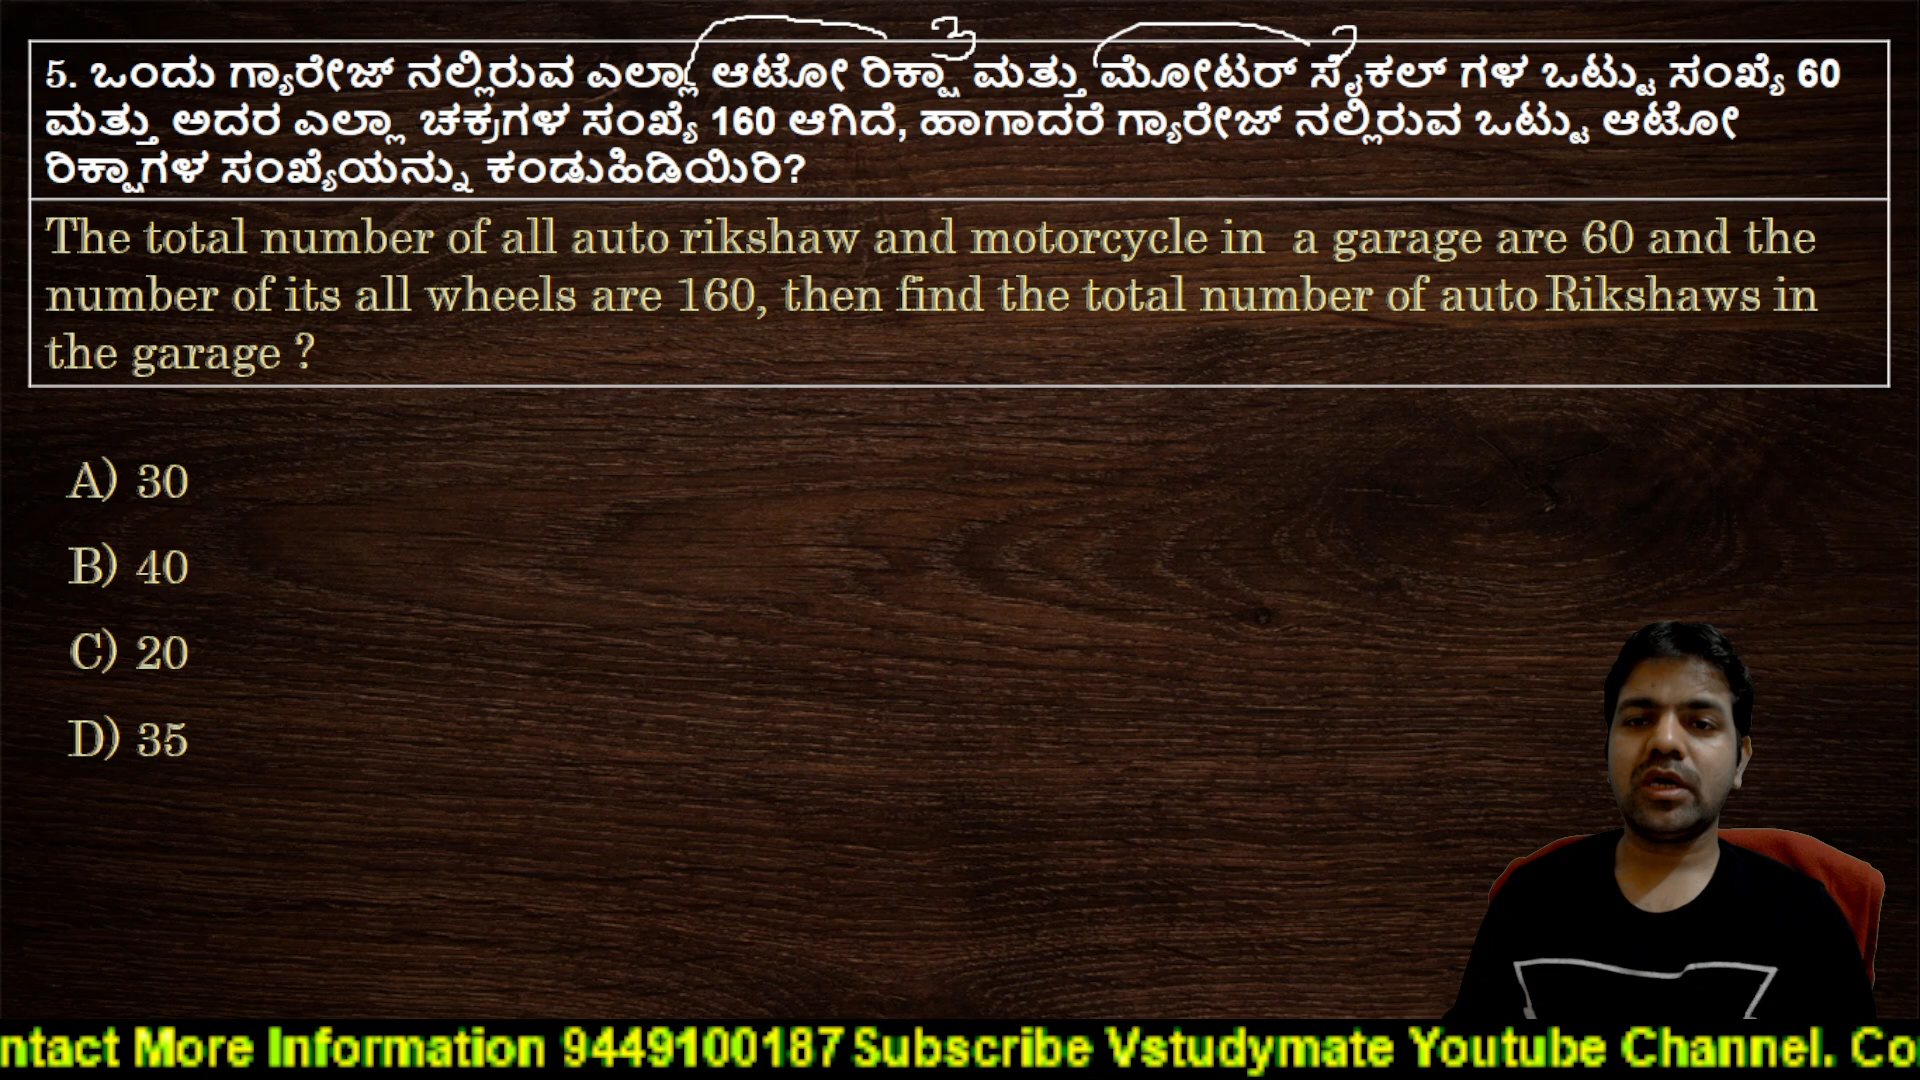 3 2
5. ಒಂದು ಗ್ಯಾರೇಜ್ ನಲ್ಲಿರುವ ಎಲ್ಲಾ ಆಟೋ ರಿಕ್ಷಾ ಮತ್ತು ಮೋಟರ್ ಸೈಕಲ್ ಗಳ ಒಟ್ಟು ಸಂಖ್ಯೆ 60
ಮತ್ತು ಅದರ ಎಲ್ಲಾ ಚಕ್ರಗಳ ಸಂಖ್ಯೆ 160 ಆಗಿದೆ, ಹಾಗಾದರೆ ಗ್ಯಾರೇಜ್ ನಲ್ಲಿರುವ ಒಟ್ಟು ಆಟೋ
ರಿಕ್ಷಾಗಳ ಸಂಖ್ಯೆಯನ್ನು ಕಂಡುಹಿಡಿಯಿರಿ?
The total number of all auto rikshaw and motorcycle in a garage are 60 and the
number of its all wheels are 160, then find the total number of auto Rikshaws in
the garage ?
A) 30
B) 40
C) 20
D) 35
ntact More Information 9449100187 Subscribe Vstudymate Youtube Channel. Co